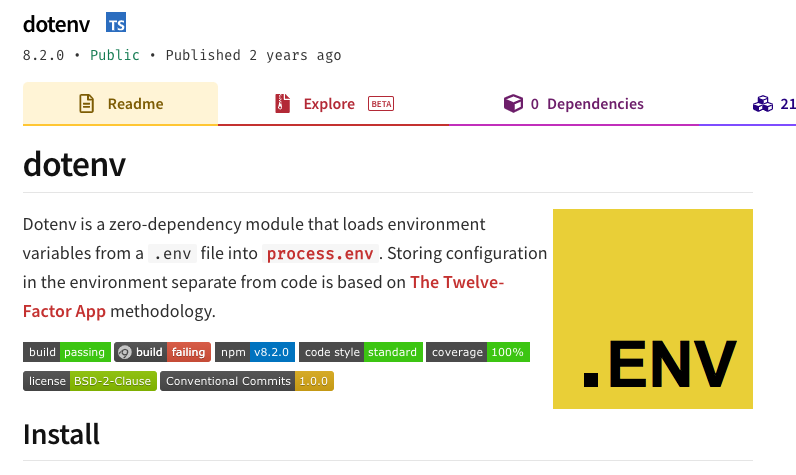 dotenv TS
8.2.0 • Public • Published 2 years ago
Readme
Explore BETA
0 Dependencies
21
dotenv
Dotenv is a zero-dependency module that loads environment
variables from a .env file into process.env. Storing configuration
in the environment separate from code is based on The Twelve-
Factor App methodology.
build passing build failing npm v8.2.0 code style standard coverage 100%
license BSD-2-Clause Conventional Commits 1.0.0
.ENV
Install